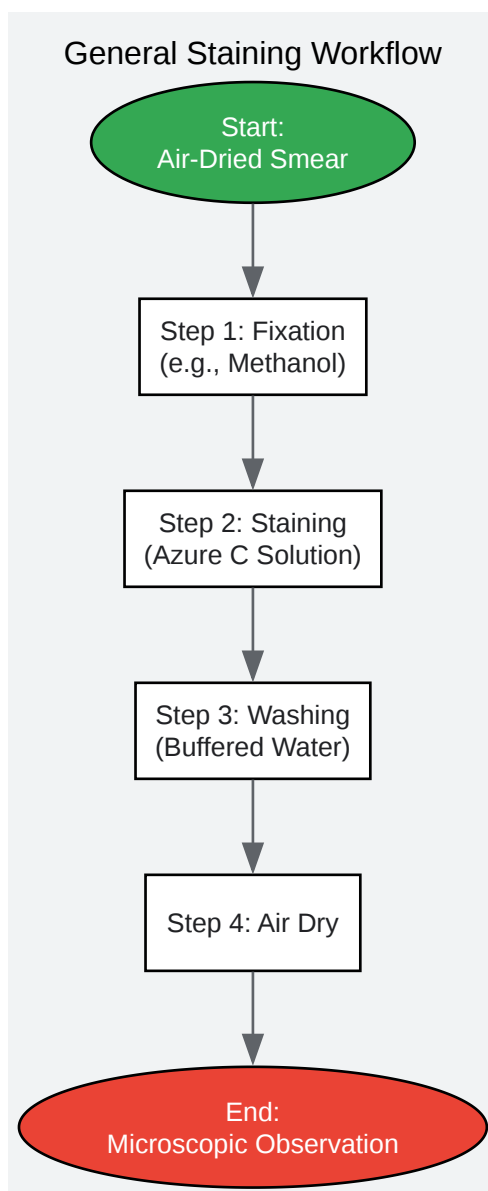 General Staining Workflow
Start:
Air-Dried Smear
Step 1: Fixation
(e.g., Methanol)
Step 2: Staining
(Azure C Solution)
Step 3: Washing
(Buffered Water)
Step 4: Air Dry
End:
Microscopic Observation